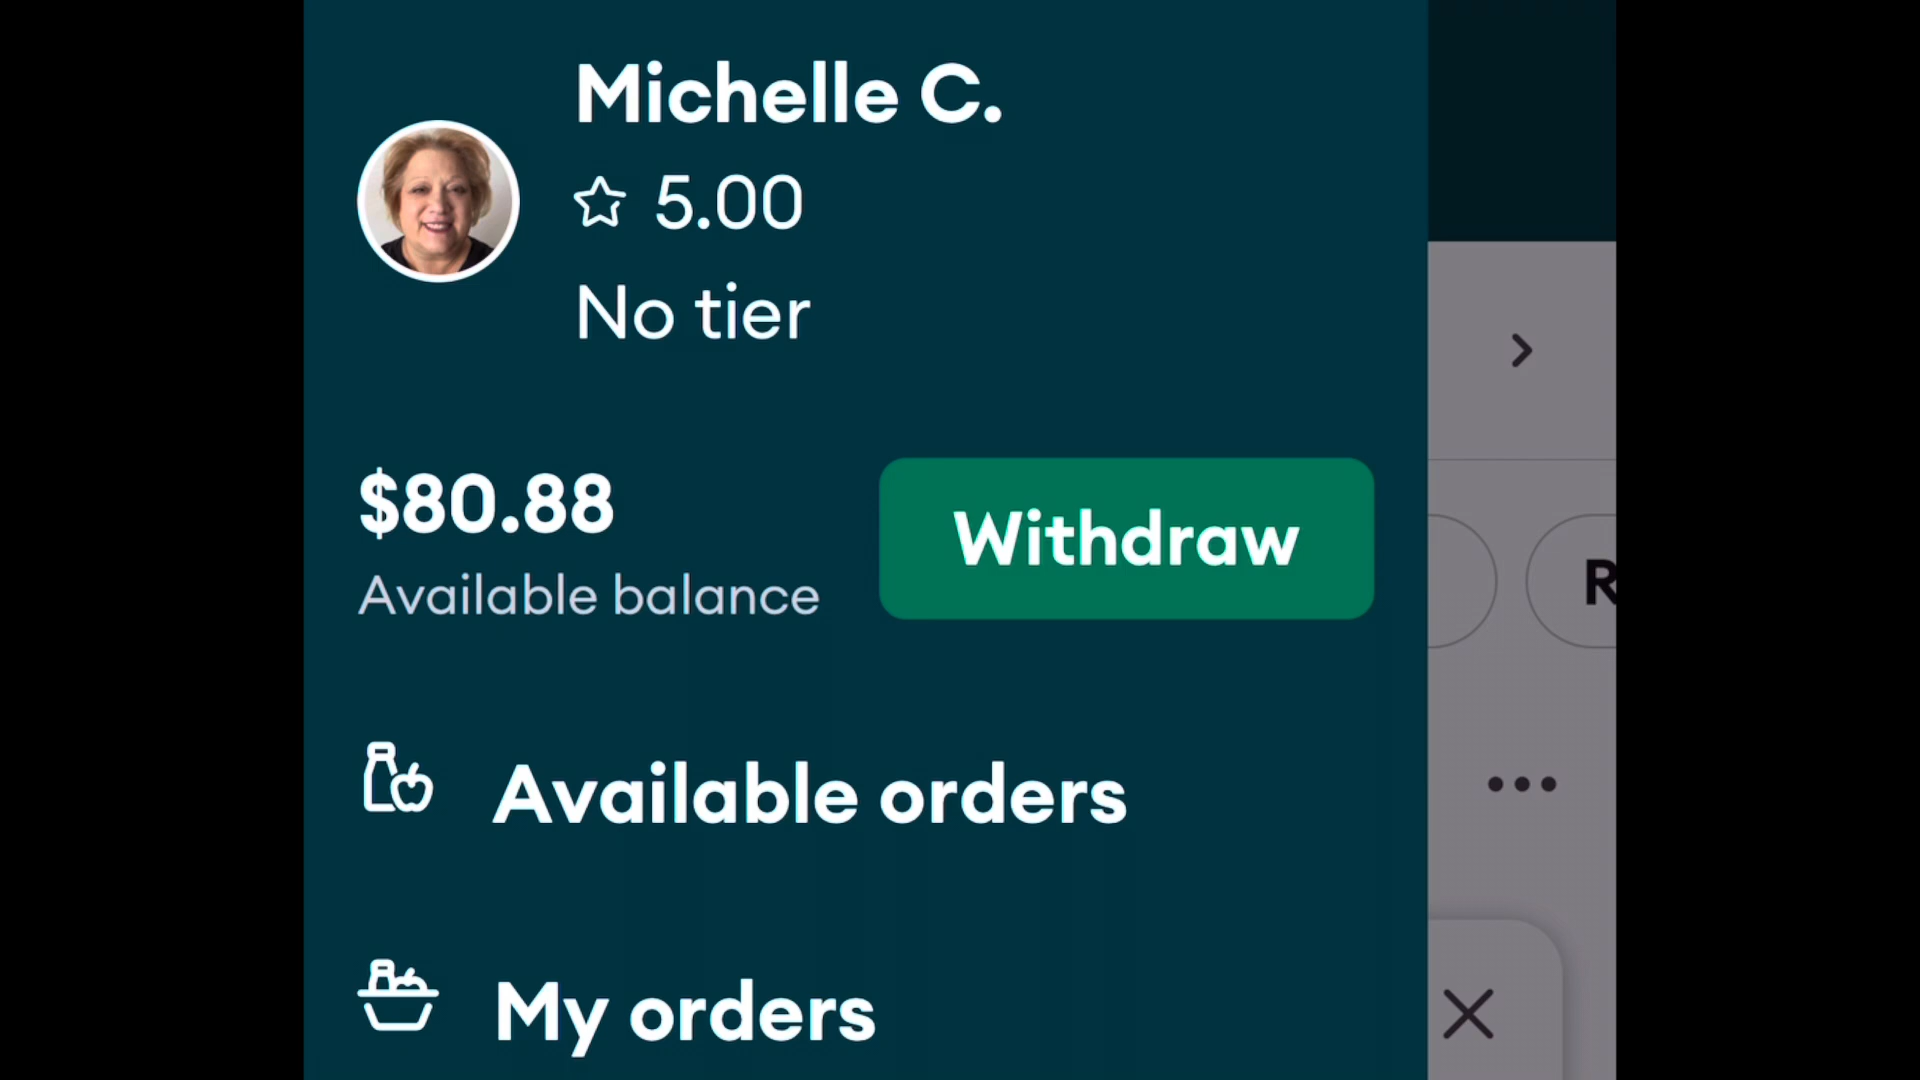 Michelle C.
5.00
No tier
$80.88
Withdraw
Available balance
R
Available orders
My orders